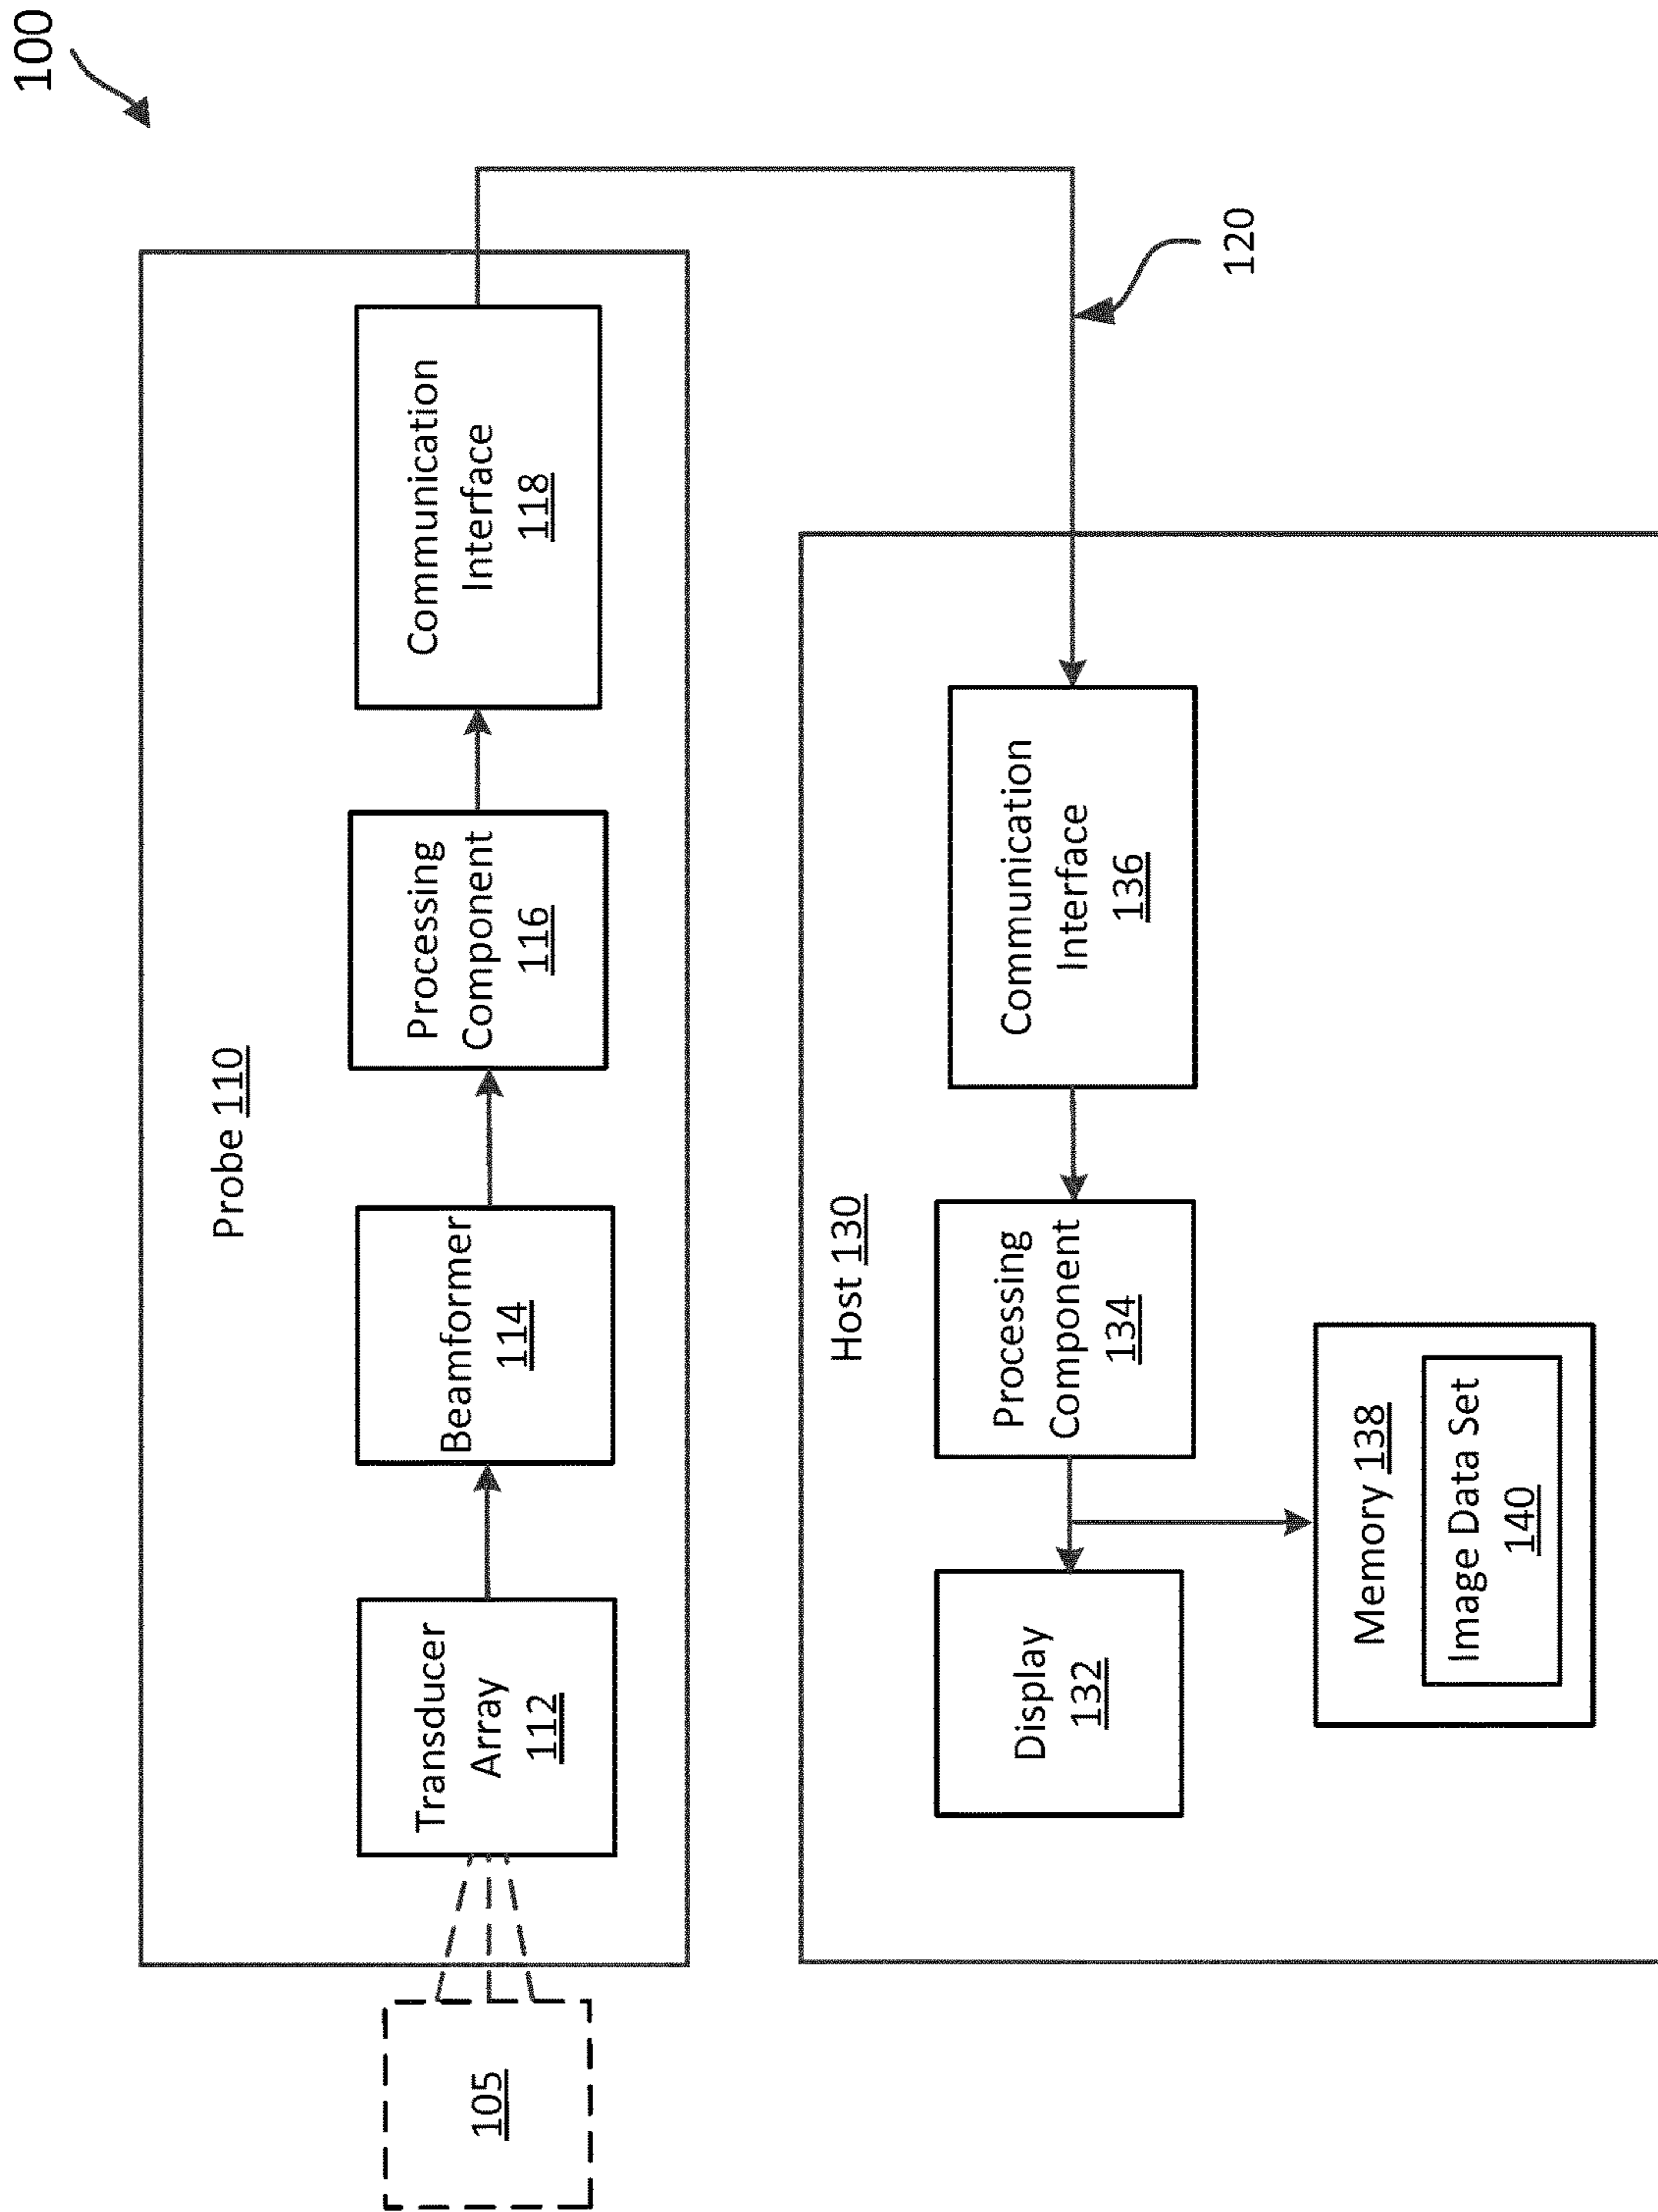 100
Probe 110
105
Transducer
Array
112
Beamformer
114
Processing
Component
116
Communication
Interface
118
120
Host 130
Display
132
Processing
Component
134
Communication
Interface
136
Memory 138
Image Data Set
140